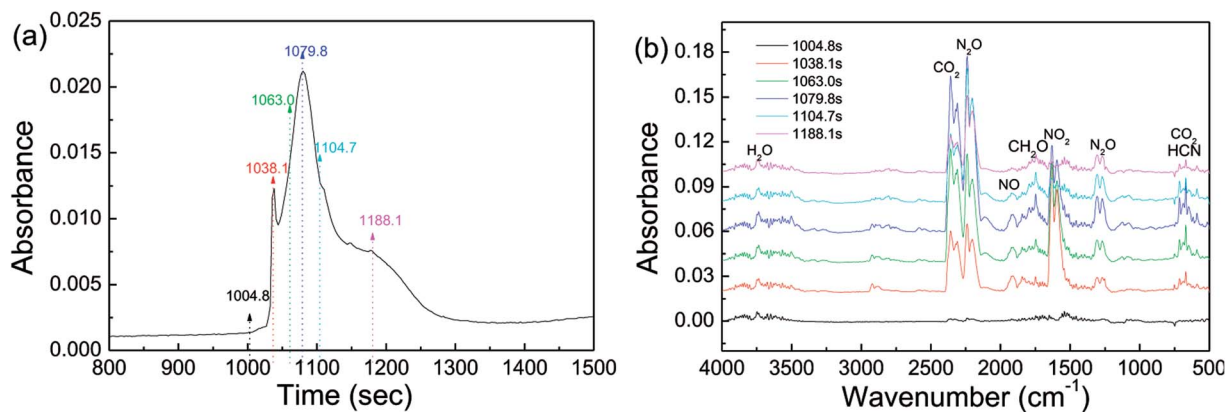 (a)
0.025
0.020
0.015
0.010
0.005
0.000
Absorbance
1079.8
1063.0
1104.7
1038.1
1188.1
1004.8
800 900 1000 1100 1200 1300 1400 1500
Time (sec)
(b)
0.18
0.15
0.12
0.09
0.06
0.03
0.00
Absorbance
1004.8s
1038.1s
1063.0s
1079.8s
1104.7s
1188.1s
N₂O
CO₂
H₂O
CH₂O
NO₂
NO
N₂O
CO₂
HCN
4000 3500 3000 2500 2000 1500 1000 500
Wavenumber (cm⁻¹)